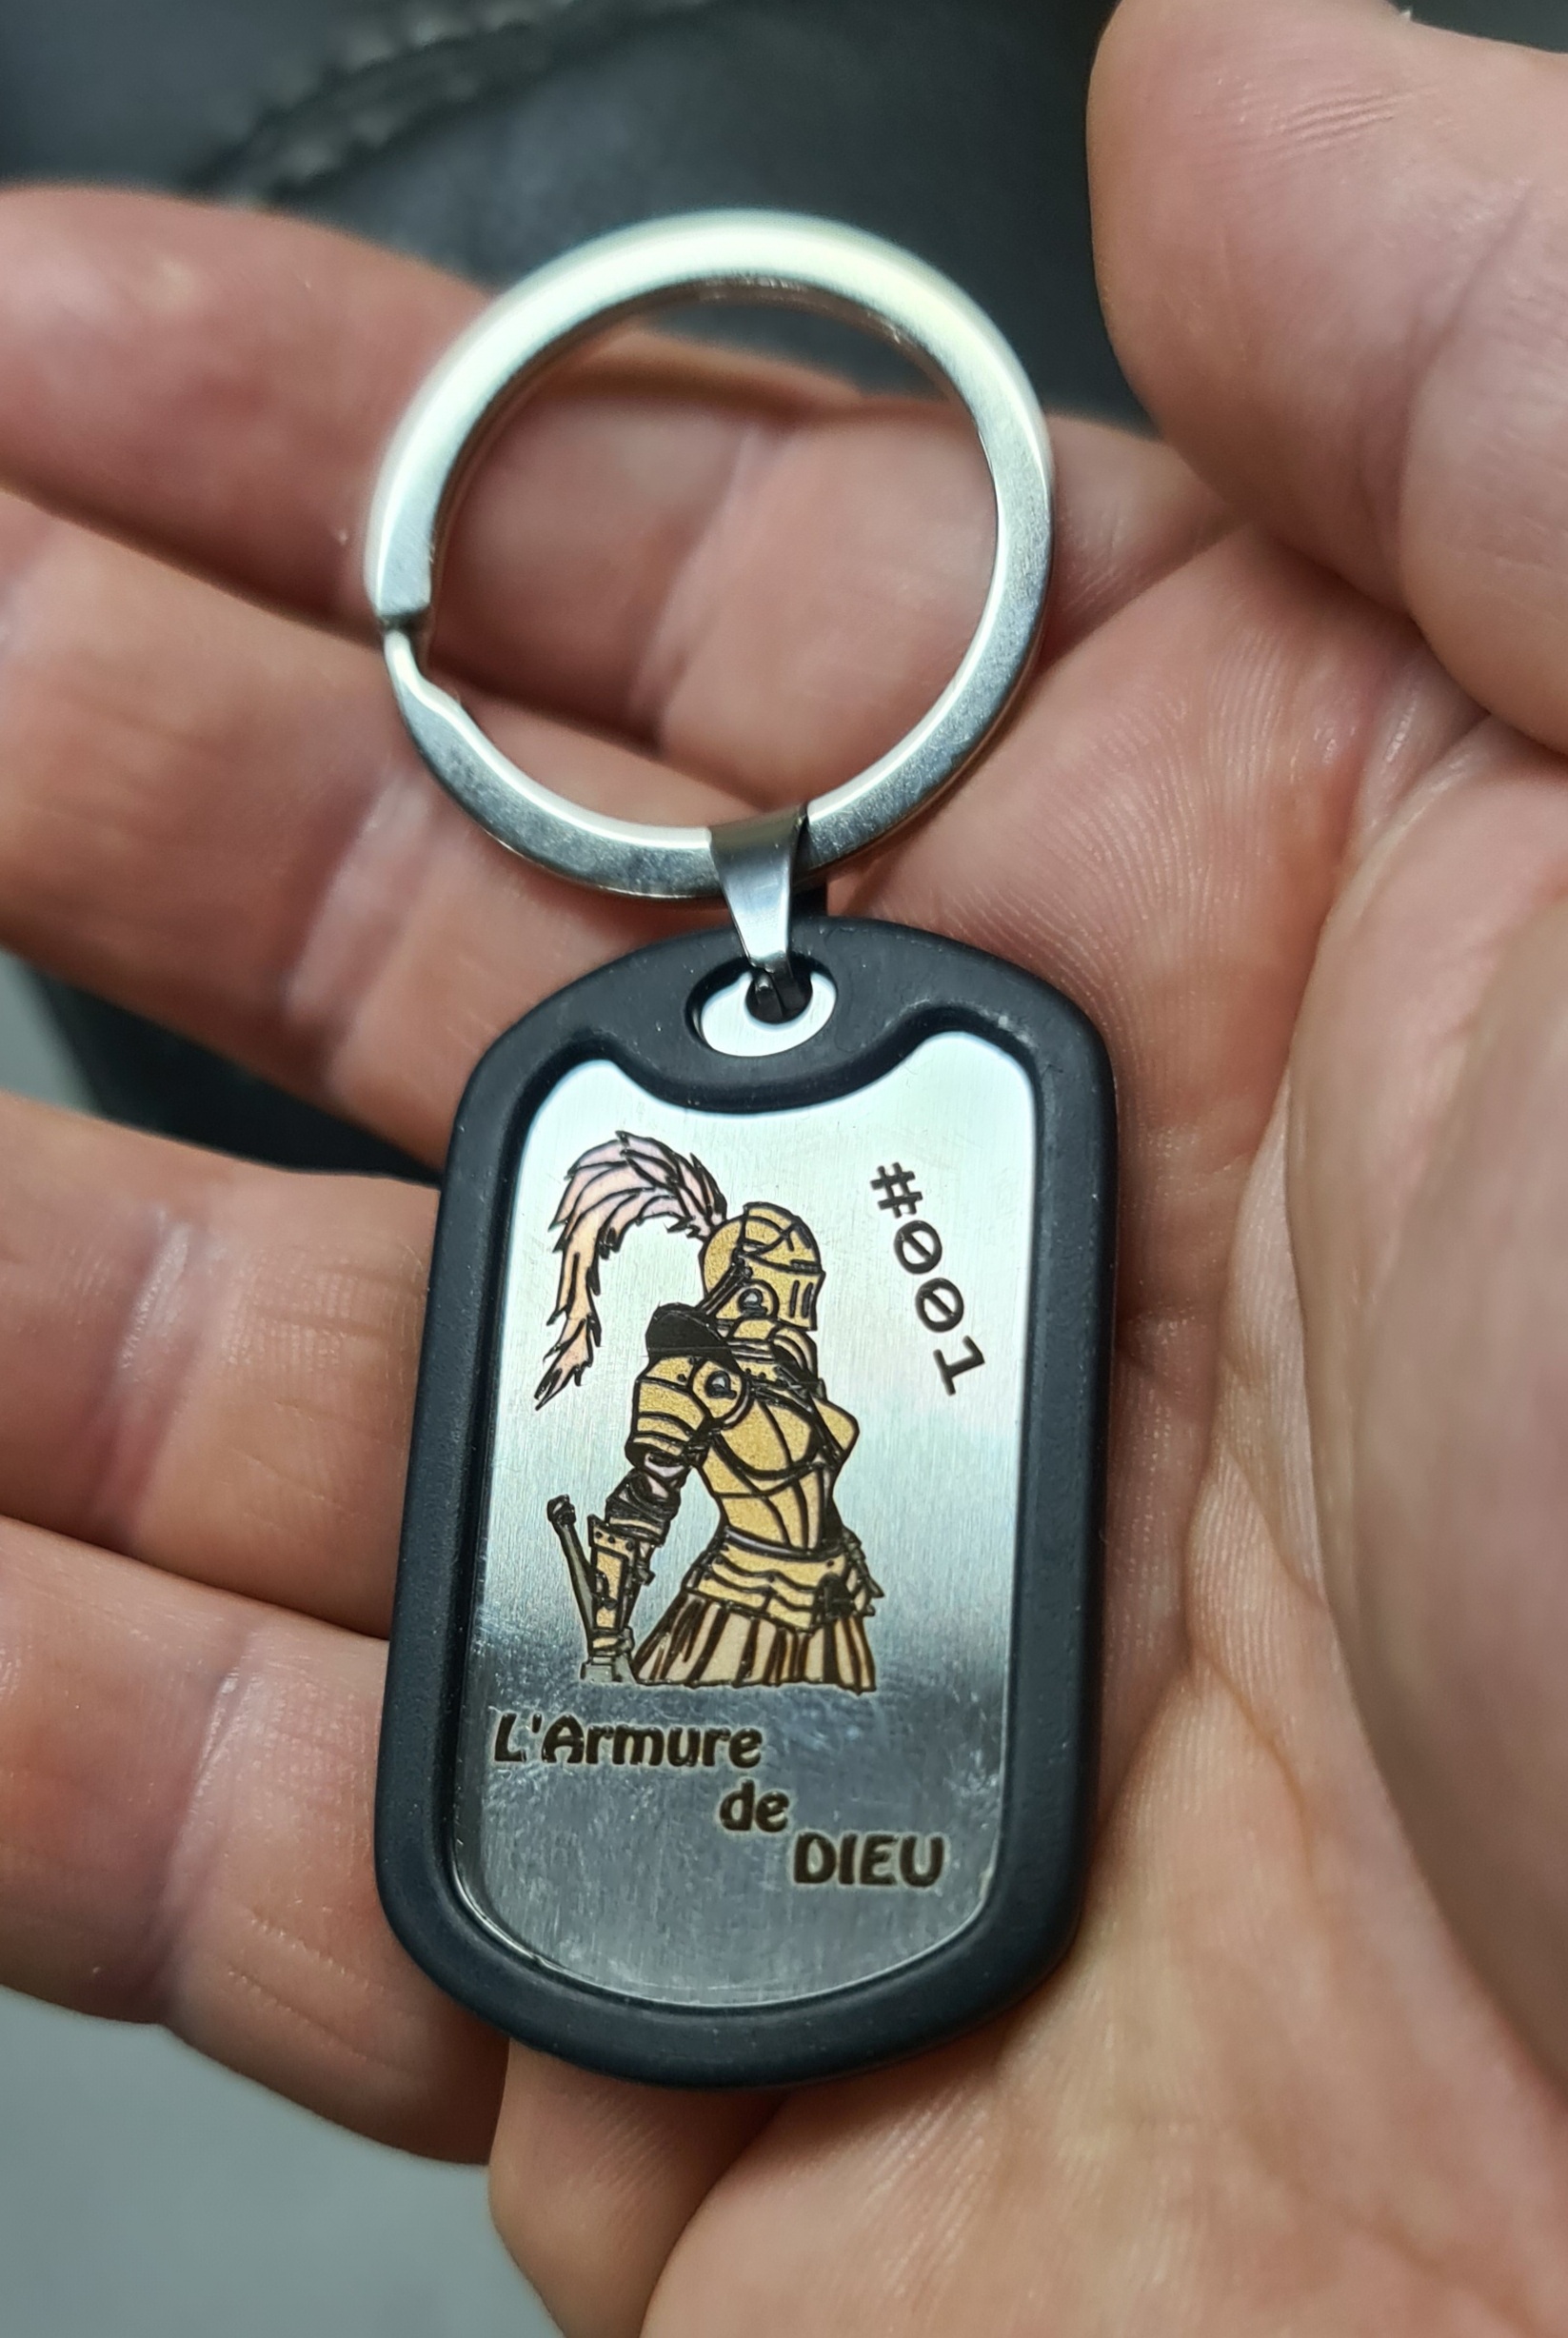 #001
L'Armure
de
DIEU